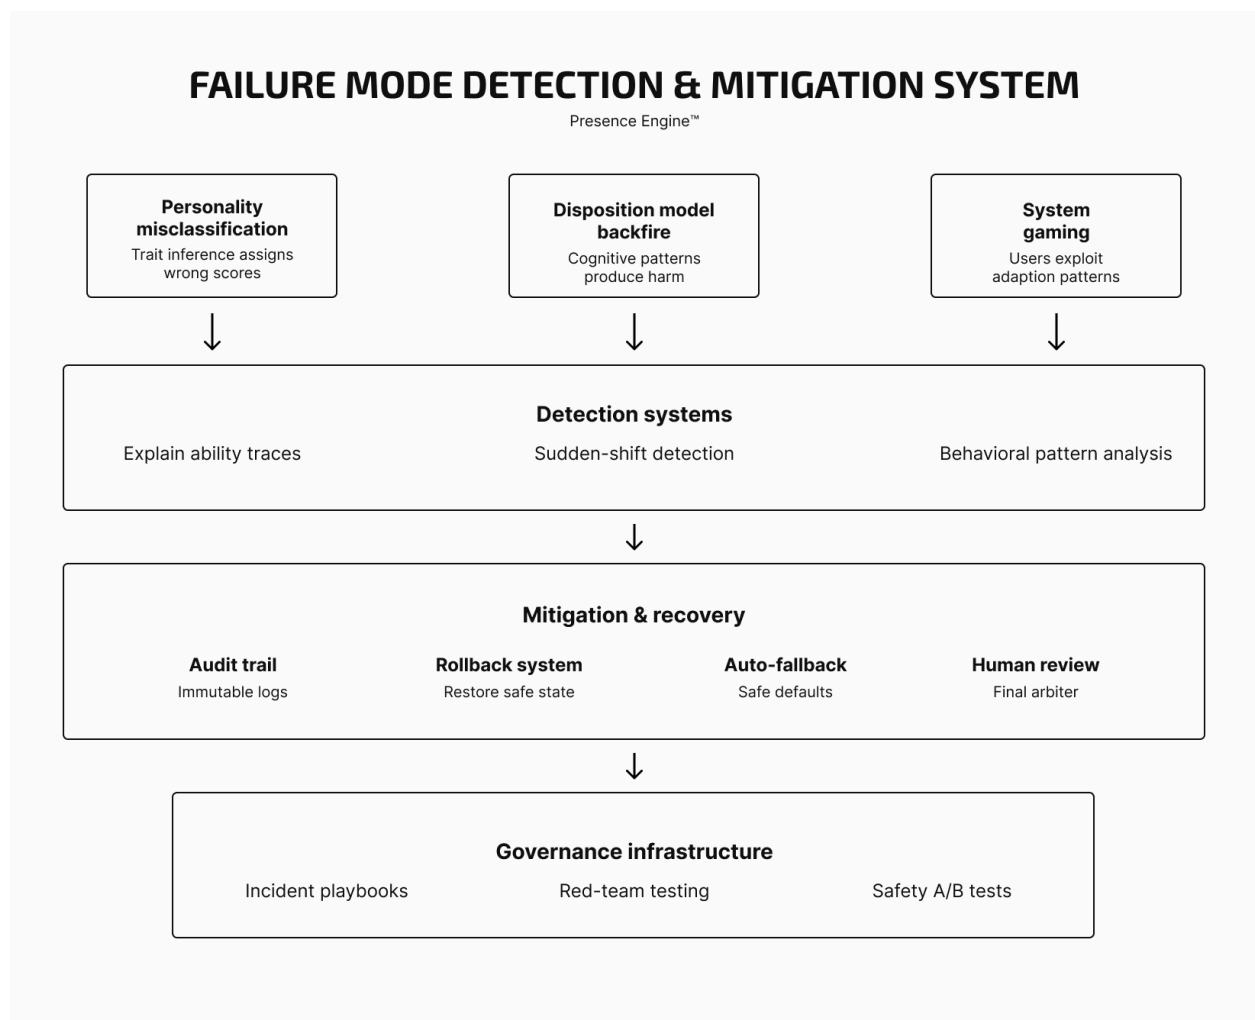 FAILURE MODE DETECTION & MITIGATION SYSTEM
Presence Engine™
Personality
misclassification
Trait inference assigns
wrong scores
Disposition model
backfire
Cognitive patterns
produce harm
System
gaming
Users exploit
adaption patterns
Detection systems
Explain ability traces
Sudden-shift detection
Behavioral pattern analysis
Mitigation & recovery
Audit trail
Immutable logs
Rollback system
Restore safe state
Auto-fallback
Safe defaults
Human review
Final arbiter
Governance infrastructure
Incident playbooks
Red-team testing
Safety A/B tests